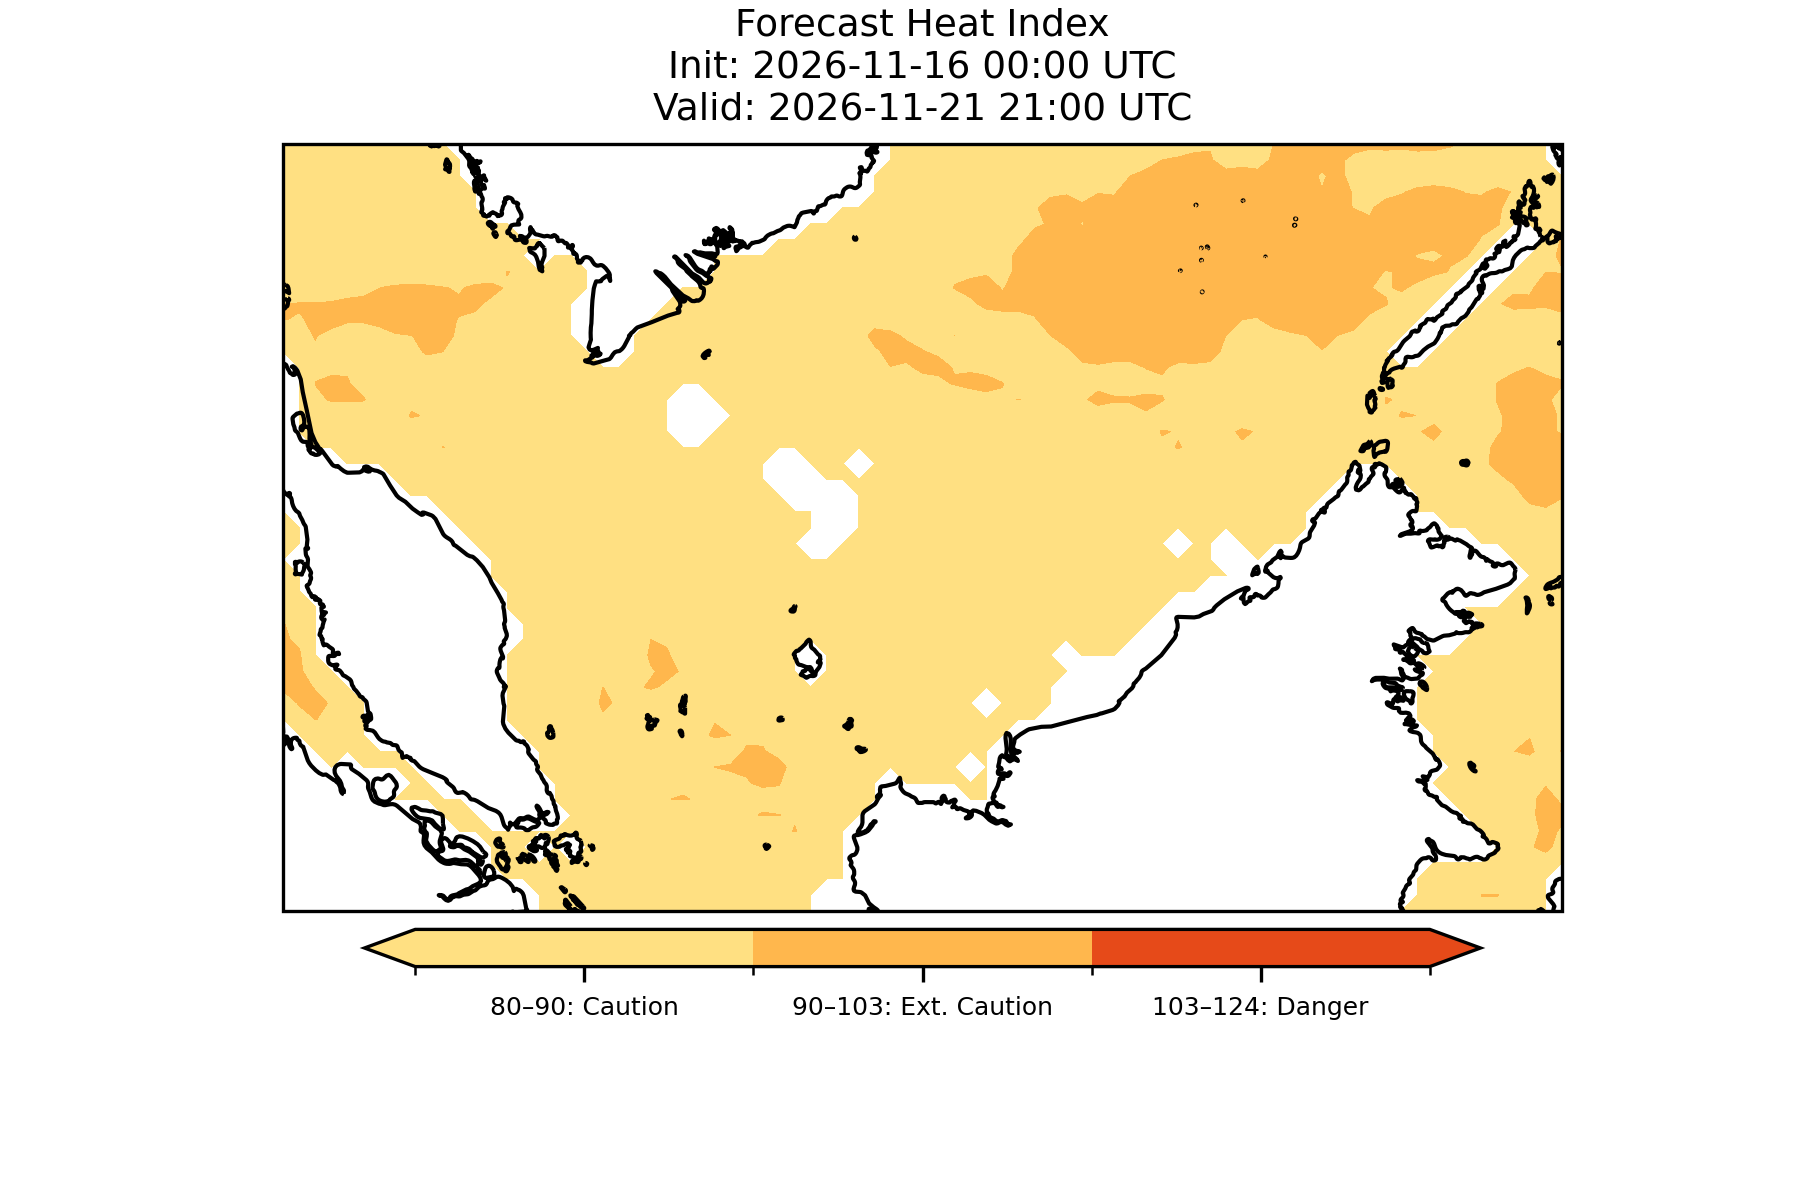 Forecast Heat Index
Init: 2026-11-16 00:00 UTC
Valid: 2026-11-21 21:00 UTC
80–90: Caution
90–103: Ext. Caution
103–124: Danger